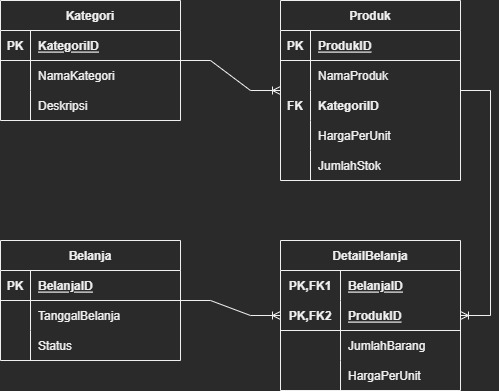 Kategori
PK KategoriID
NamaKategori
Deskripsi
Produk
PK ProdukID
NamaProduk
FK KategoriID
HargaPerUnit
JumlahStok
Belanja
PK BelanjaID
TanggalBelanja
Status
DetailBelanja
PK,FK1 BelanjaID
PK,FK2 ProdukID
JumlahBarang
HargaPerUnit